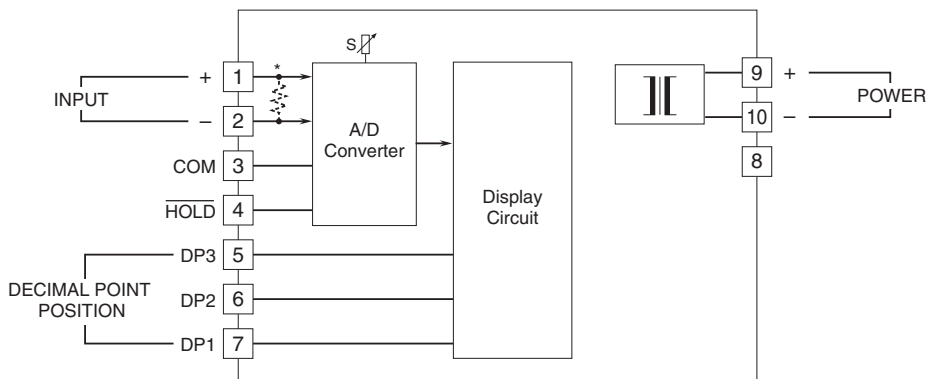 S
*
+ 1
INPUT
– 2
COM 3
HOLD 4
DP3 5
DECIMAL POINT
POSITION
DP2 6
DP1 7
A/D
Converter
Display
Circuit
9 +
POWER
10 –
8